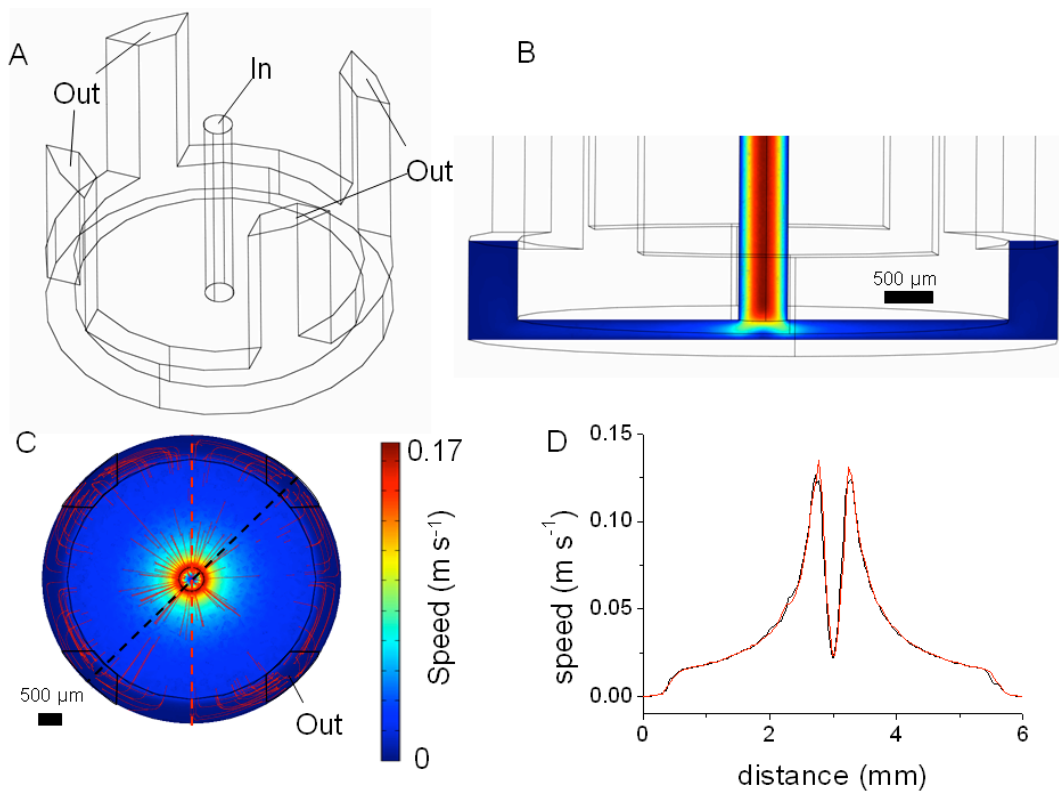 A
In
Out
Out
B
500 µm
C
0.17
Speed (m s⁻¹)
0
500 µm
Out
D
0.15
0.10
0.05
0.00
speed (m s⁻¹)
0 2 4 6
distance (mm)